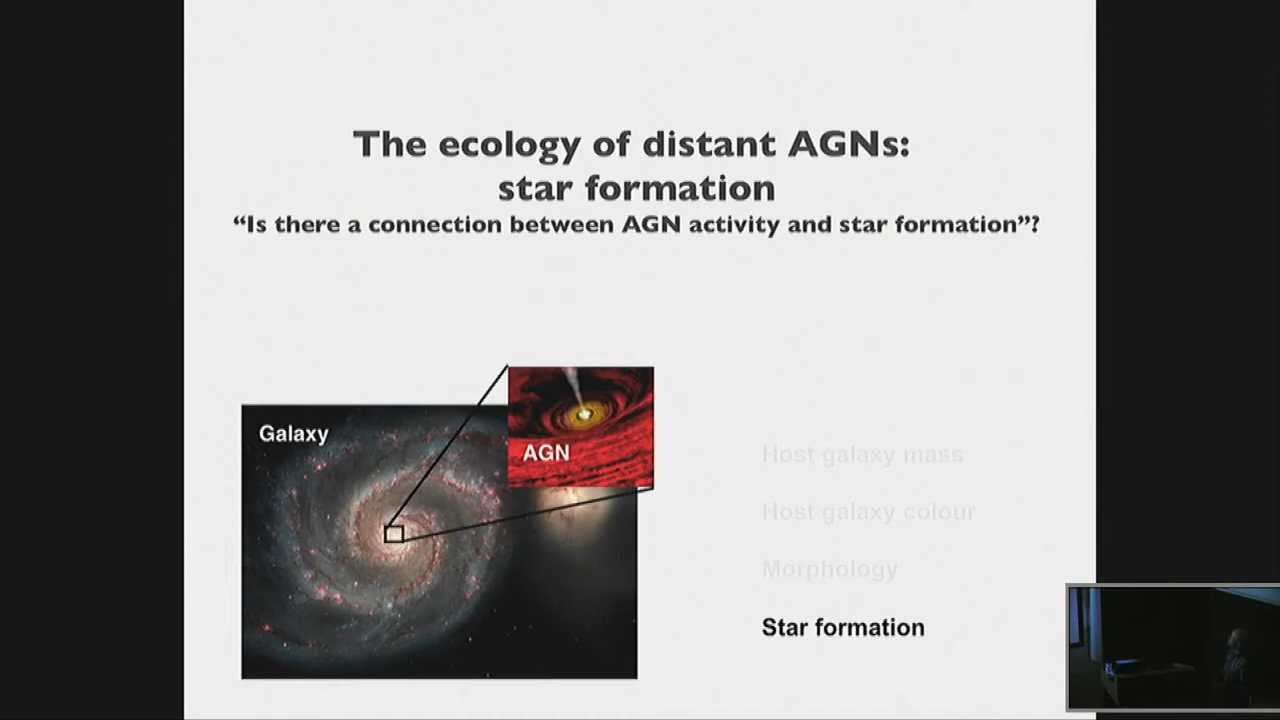 The ecology of distant AGNs:
star formation
“Is there a connection between AGN activity and star formation”?
Galaxy
AGN
Host galaxy mass
Host galaxy colour
Morphology
Star formation